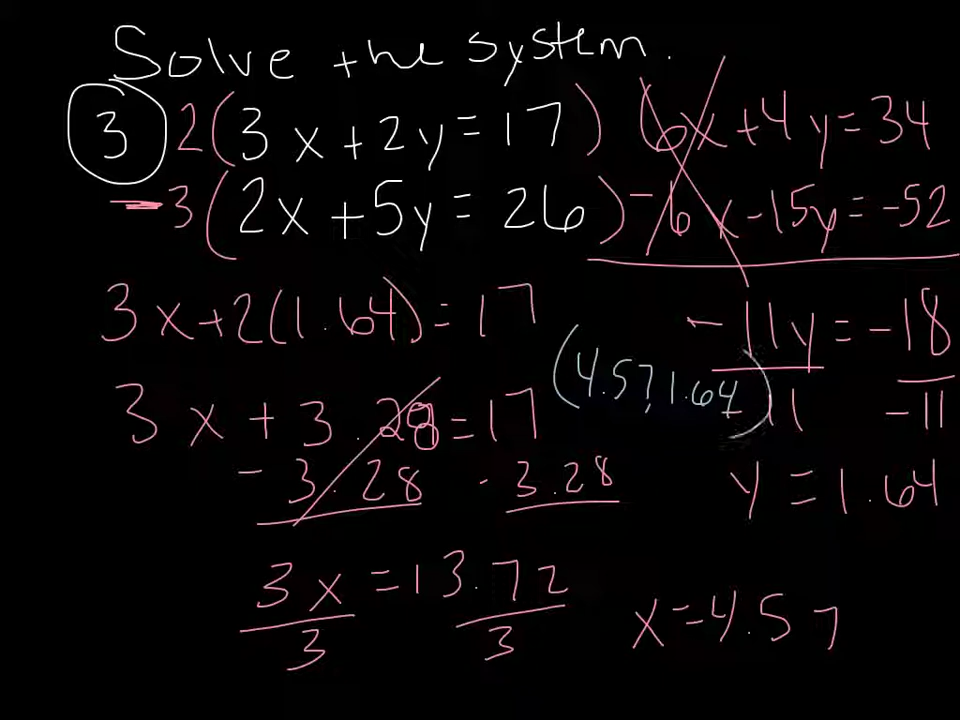 Solve the system.
3 2(3x+2y=17) 6x+4y=34
-3(2x+5y=26) -6x-15y=-52
3x+2(1.64)=17 -11y=-18
(4.57,1.64) 11 -11
3x+3.28=17
-3.28 -3.28 y=1.64
3x=13.72
3 3 x=4.57